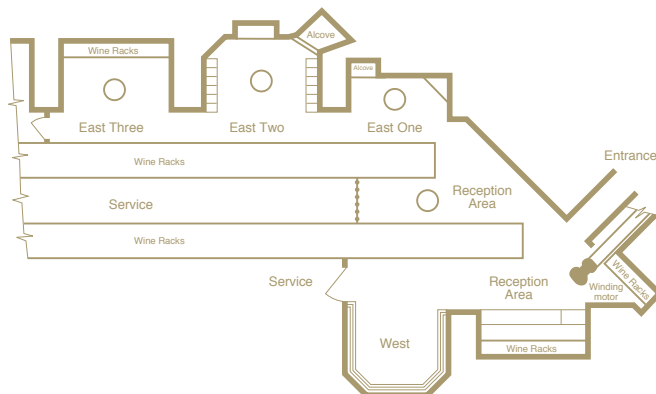 Alcove
Wine Racks
Alcove
East Three
East Two
East One
Entrance
Wine Racks
Service
Reception
Area
Wine Racks
Service
Reception
Area
Wine Racks
Winding
motor
West
Wine Racks